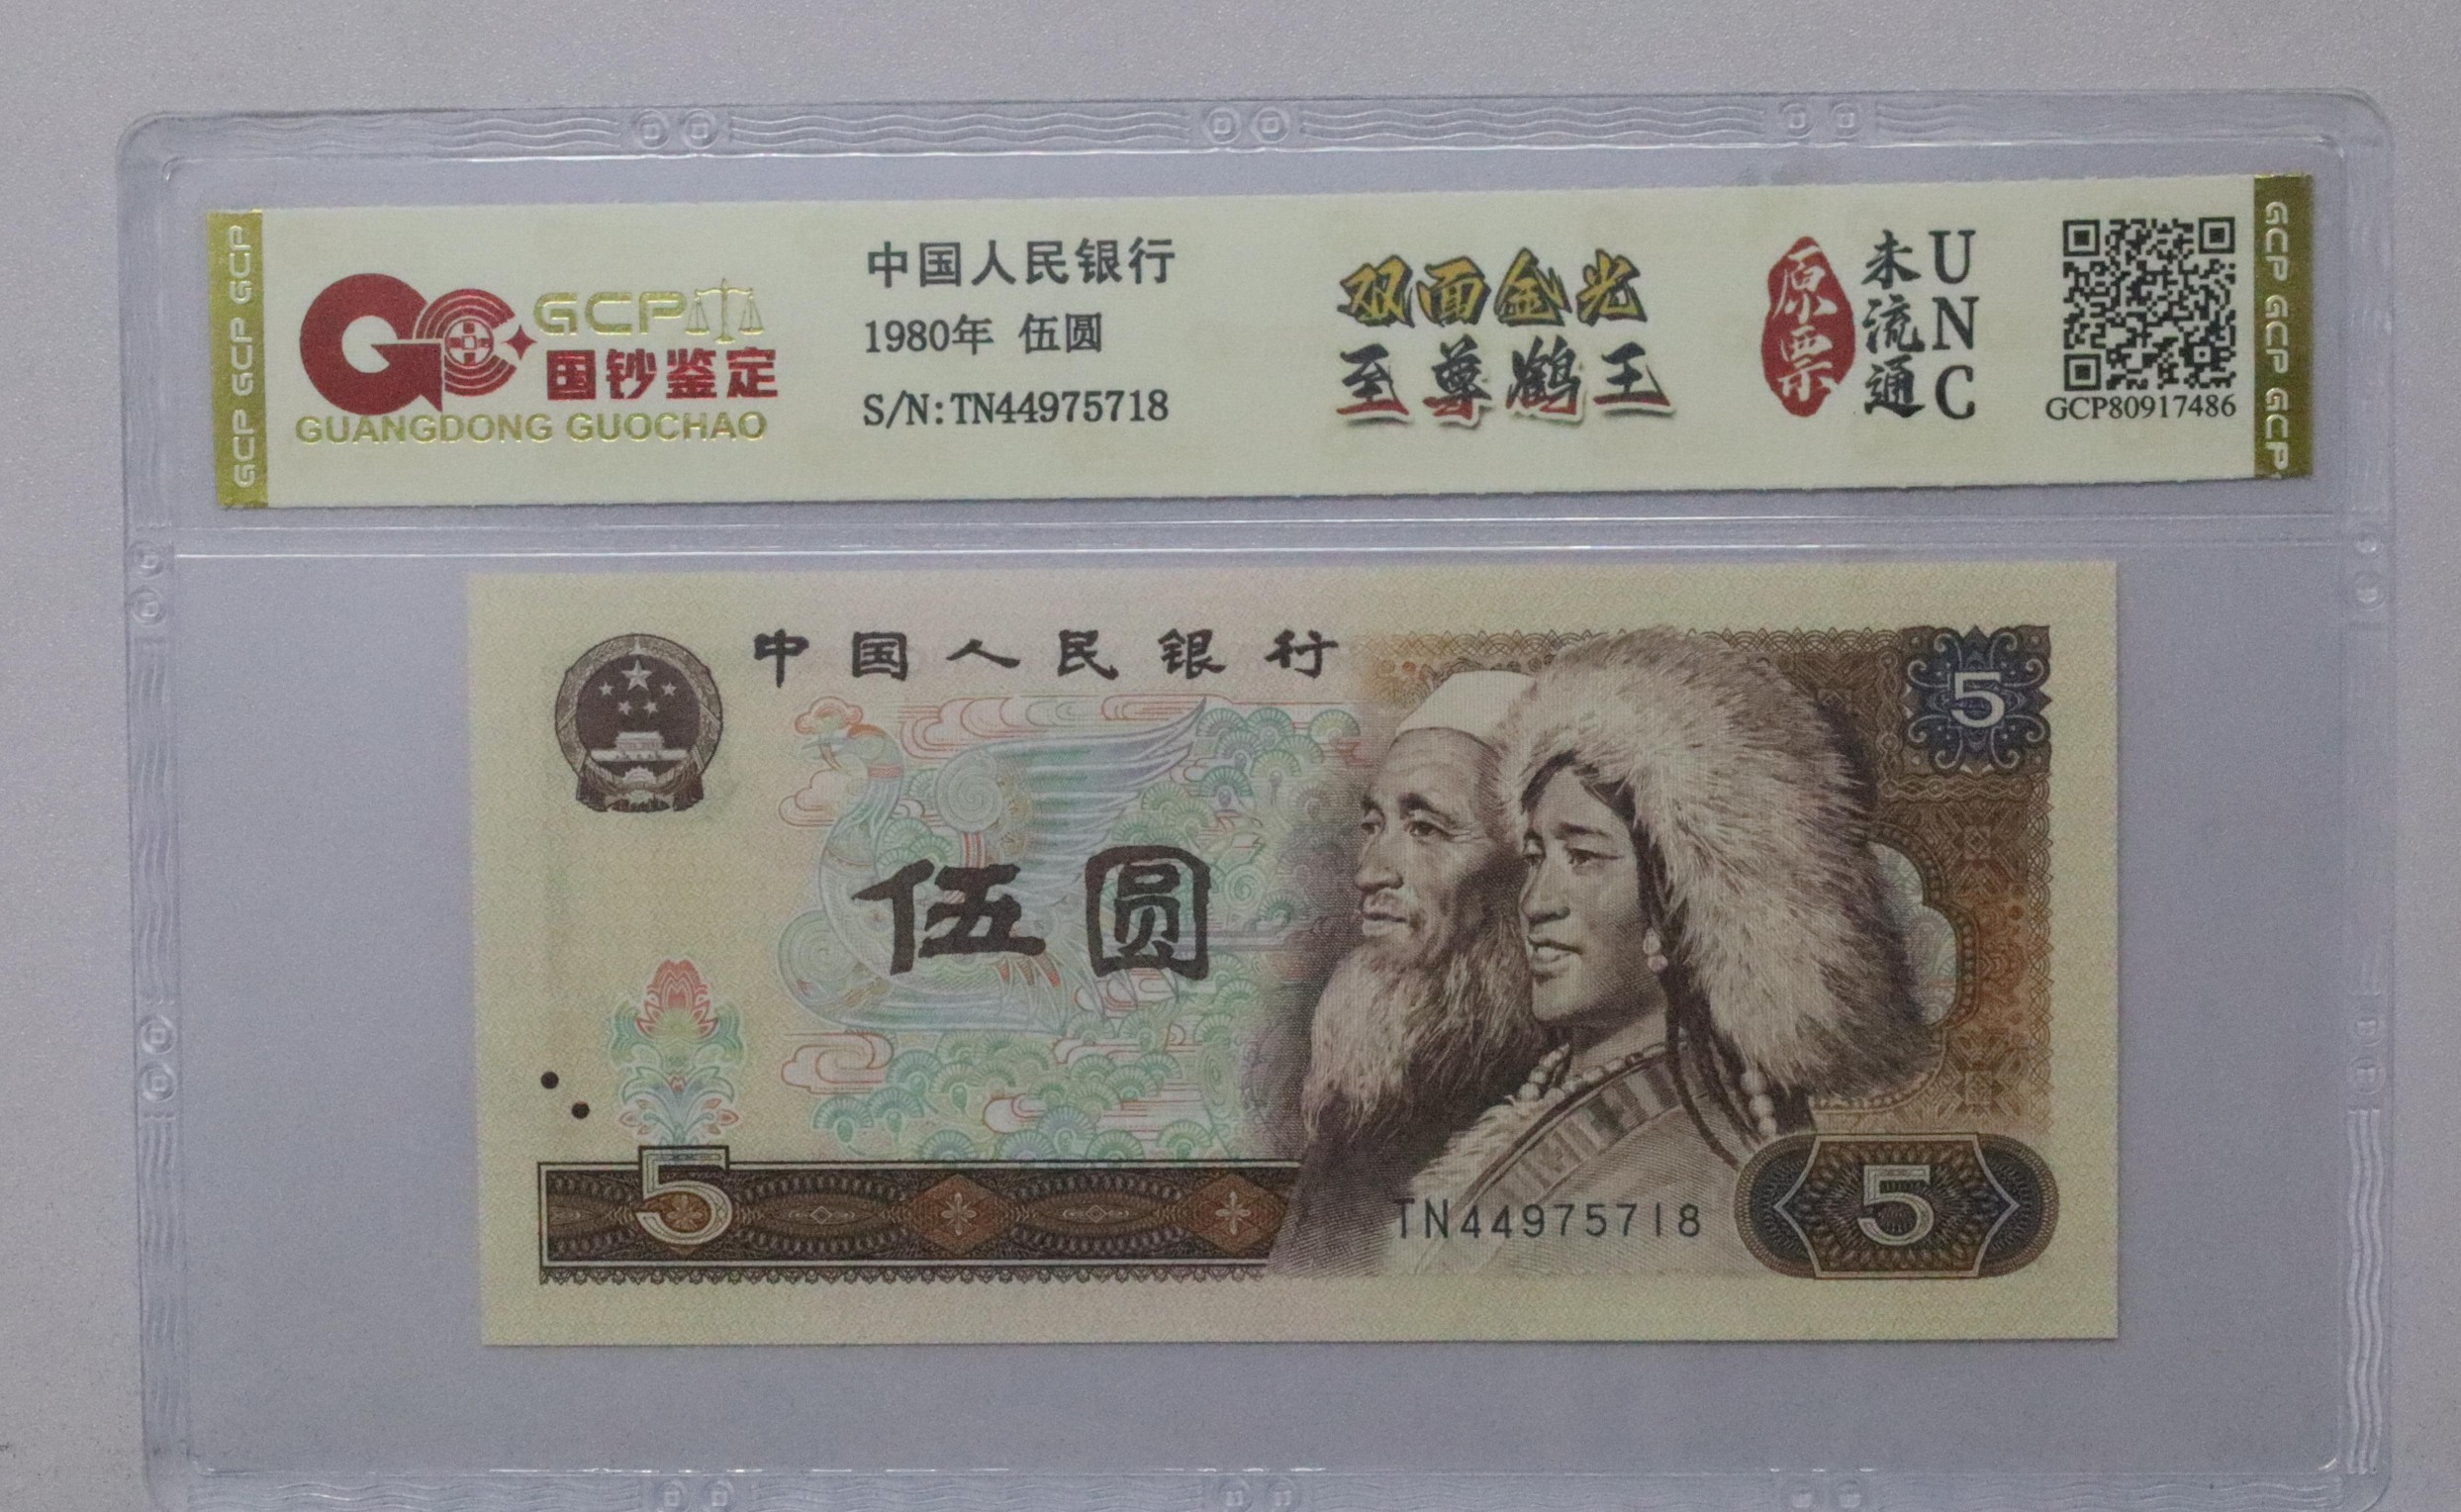 GCP GCP GCP
GCP
国钞鉴定
GUANGDONG GUOCHAO
中国人民银行
1980年 伍圆
S/N:TN44975718
双面金光
至尊鹤王
原票
未流通
UNC
GCP80917486
GCP GCP GCP
中国人民银行
5
伍圆
5
TN44975718
5